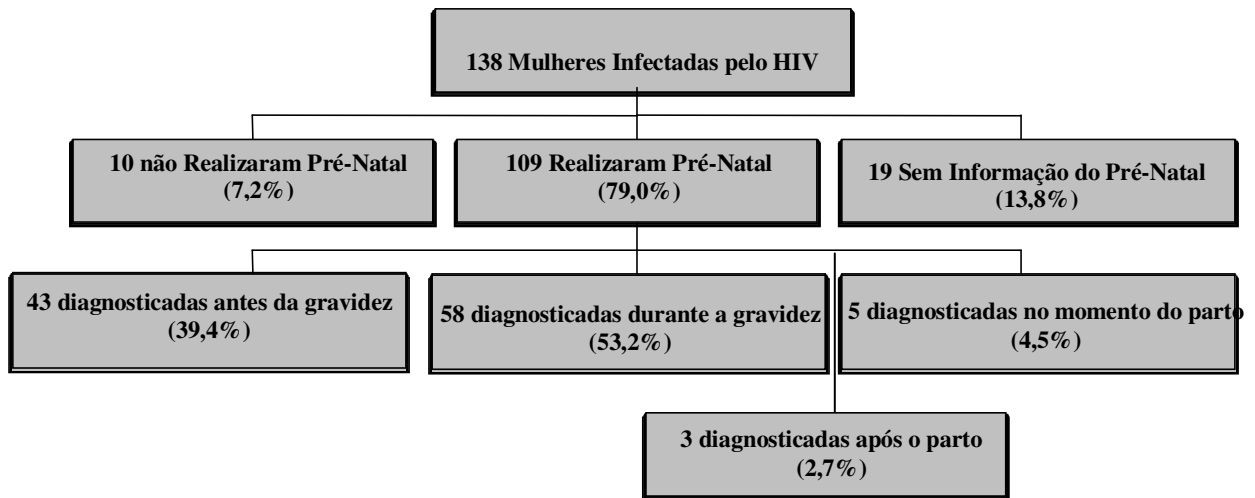 138 Mulheres Infectadas pelo HIV
10 não Realizaram Pré-Natal
(7,2%)
109 Realizaram Pré-Natal
(79,0%)
19 Sem Informação do Pré-Natal
(13,8%)
43 diagnosticadas antes da gravidez
(39,4%)
58 diagnosticadas durante a gravidez
(53,2%)
5 diagnosticadas no momento do parto
(4,5%)
3 diagnosticadas após o parto
(2,7%)